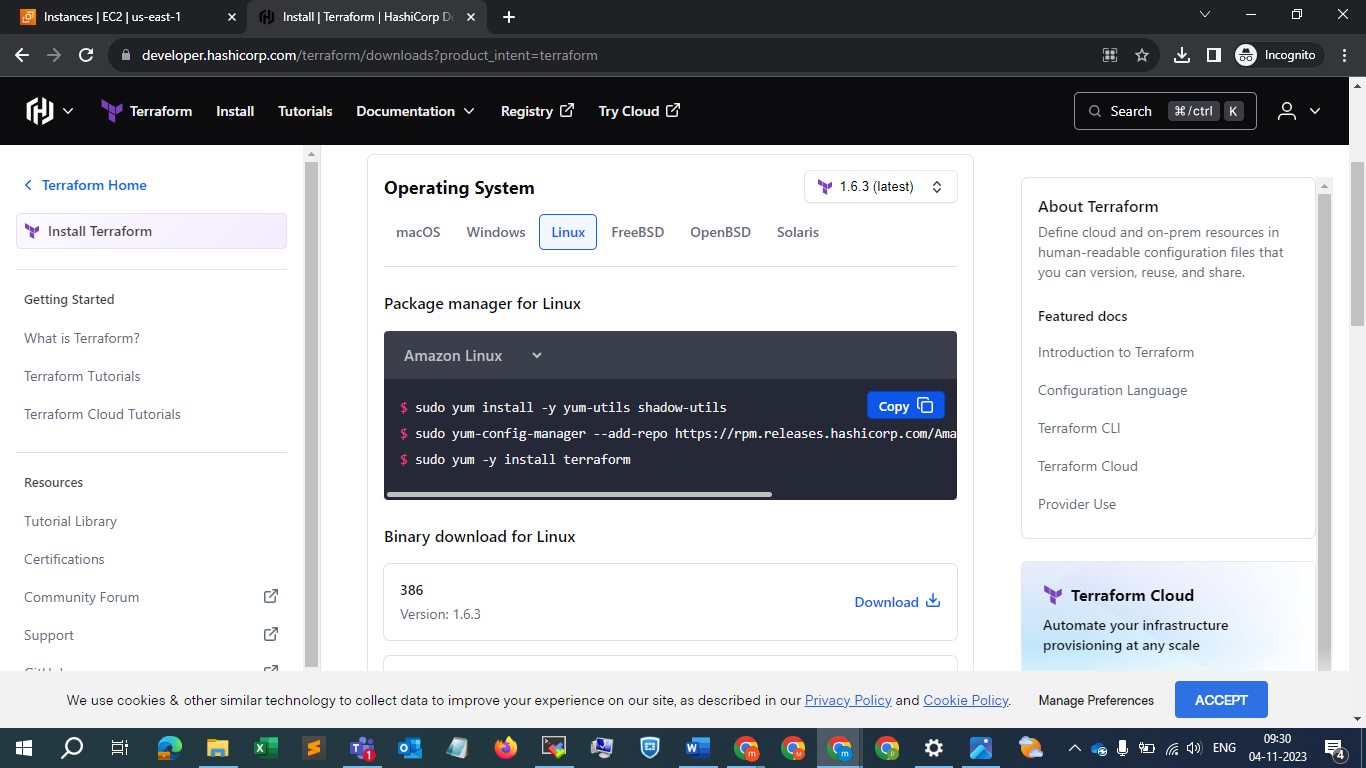 Instances | EC2 | us-east-1
Install | Terraform | HashiCorp De
developer.hashicorp.com/terraform/downloads?product_intent=terraform
Incognito
Terraform Install Tutorials Documentation Registry Try Cloud
Search ⌘/ctrl K
Terraform Home
Install Terraform
Getting Started
What is Terraform?
Terraform Tutorials
Terraform Cloud Tutorials
Resources
Tutorial Library
Certifications
Community Forum
Support
Operating System
1.6.3 (latest)
macOS Windows Linux FreeBSD OpenBSD Solaris
Package manager for Linux
Amazon Linux
Copy
$ sudo yum install -y yum-utils shadow-utils
$ sudo yum-config-manager --add-repo https://rpm.releases.hashicorp.com/Ama
$ sudo yum -y install terraform
Binary download for Linux
386
Version: 1.6.3
Download
About Terraform
Define cloud and on-prem resources in
human-readable configuration files that
you can version, reuse, and share.
Featured docs
Introduction to Terraform
Configuration Language
Terraform CLI
Terraform Cloud
Provider Use
Terraform Cloud
Automate your infrastructure
provisioning at any scale
We use cookies & other similar technology to collect data to improve your experience on our site, as described in our Privacy Policy and Cookie Policy.
Manage Preferences
ACCEPT
ENG
09:30
04-11-2023
4